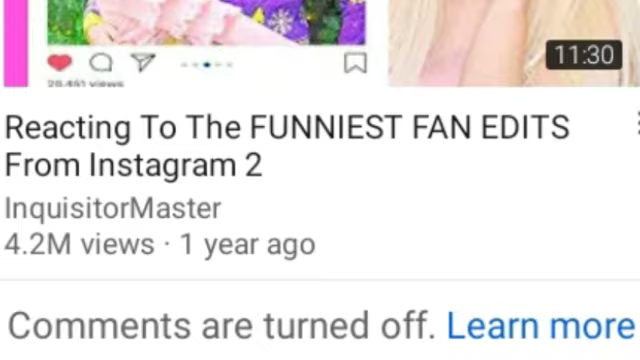 11:30
Reacting To The FUNNIEST FAN EDITS
From Instagram 2
InquisitorMaster
4.2M views · 1 year ago
Comments are turned off. Learn more